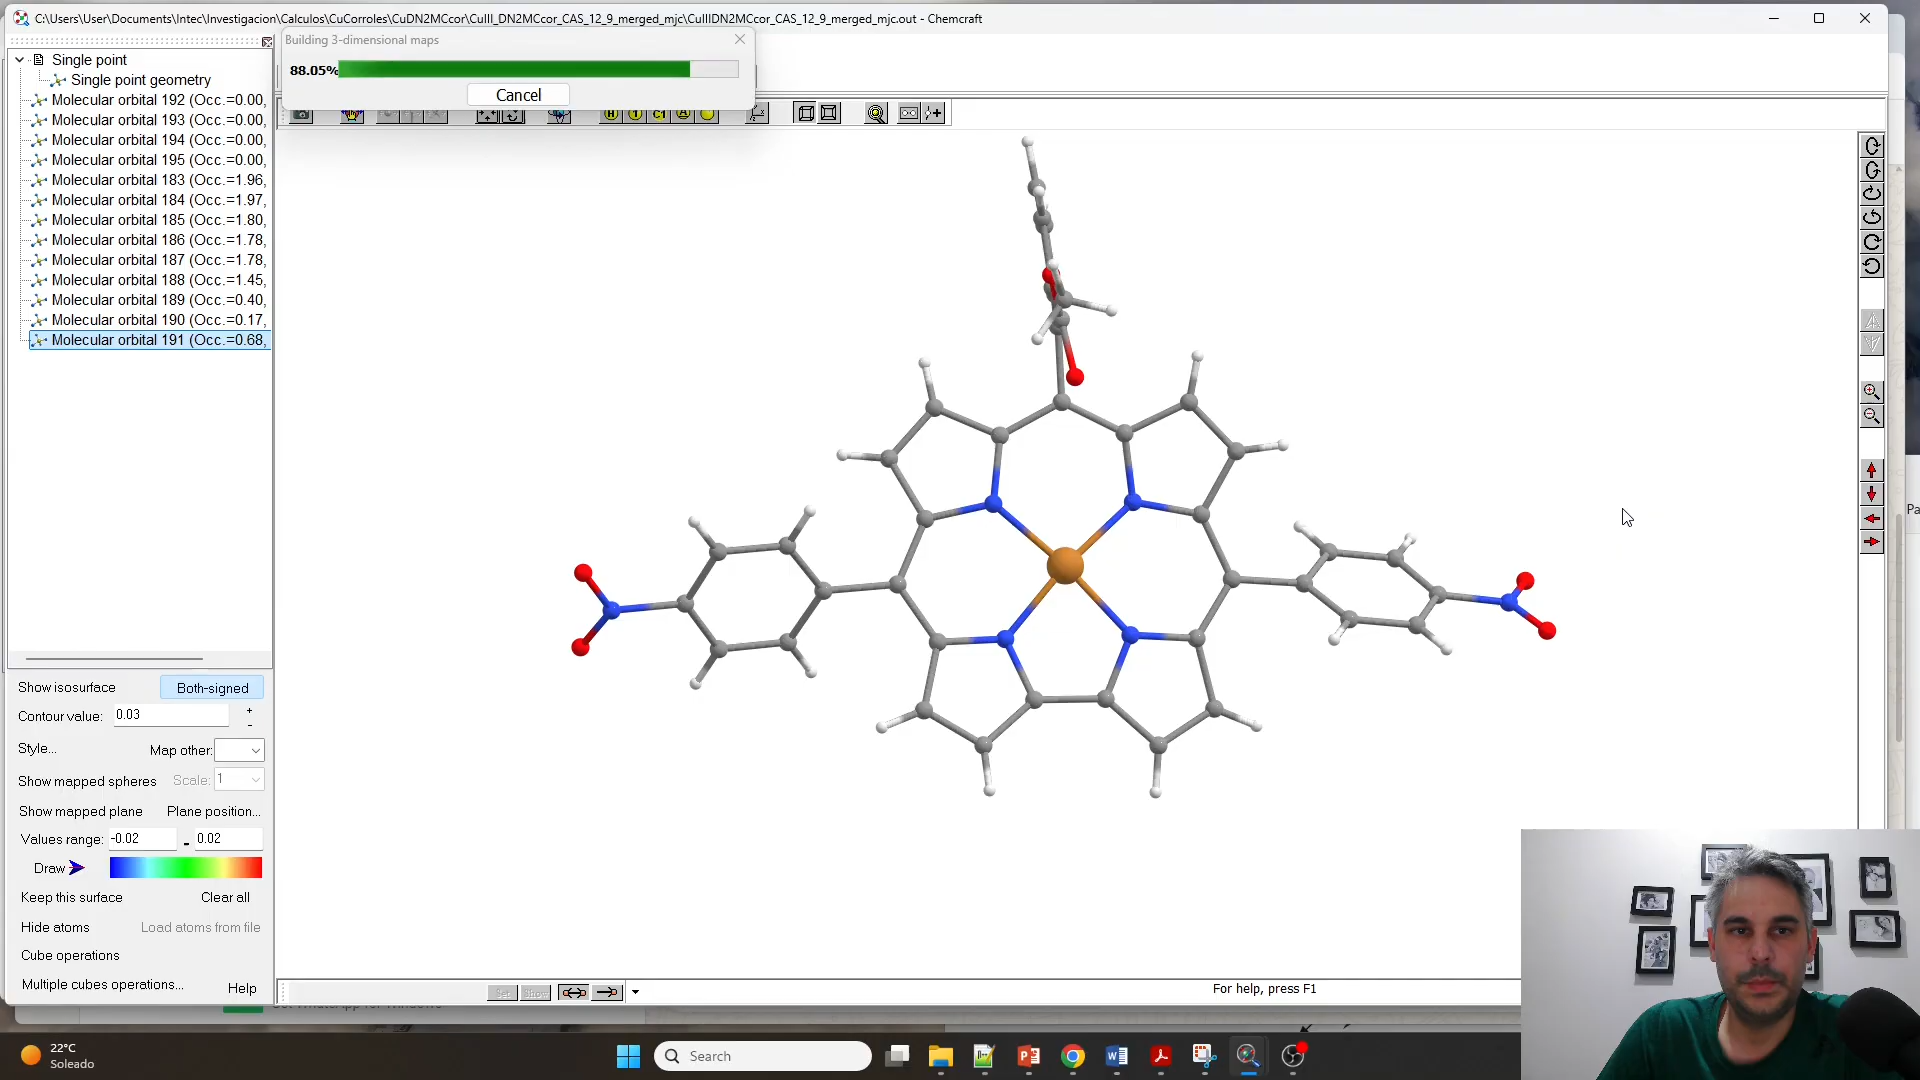 C:\Users\User\Documents\Intec\Investigacion\Calculos\CuCorroles\CuDN2MCcor\CuIII_DN2MCcor_CAS_12_9_merged_mjc\CuIIIDN2MCcor_CAS_12_9_merged_mjc.out - Chemcraft
Building 3-dimensional maps
88.05%
Cancel
Single point
Single point geometry
Molecular orbital 192 (Occ.=0.00,
Molecular orbital 193 (Occ.=0.00,
Molecular orbital 194 (Occ.=0.00,
Molecular orbital 195 (Occ.=0.00,
Molecular orbital 183 (Occ.=1.96,
Molecular orbital 184 (Occ.=1.97,
Molecular orbital 185 (Occ.=1.80,
Molecular orbital 186 (Occ.=1.78,
Molecular orbital 187 (Occ.=1.78,
Molecular orbital 188 (Occ.=1.45,
Molecular orbital 189 (Occ.=0.40,
Molecular orbital 190 (Occ.=0.17,
Molecular orbital 191 (Occ.=0.68,
Pa
Show isosurface Both-signed
Contour value: 0.03 + -
Style... Map other:
Show mapped spheres Scale: 1
Show mapped plane Plane position...
Values range: -0.02 - 0.02
Draw
Keep this surface Clear all
Hide atoms Load atoms from file
Cube operations
Multiple cubes operations... Help
Set Show
For help, press F1
22°C
Soleado
Search